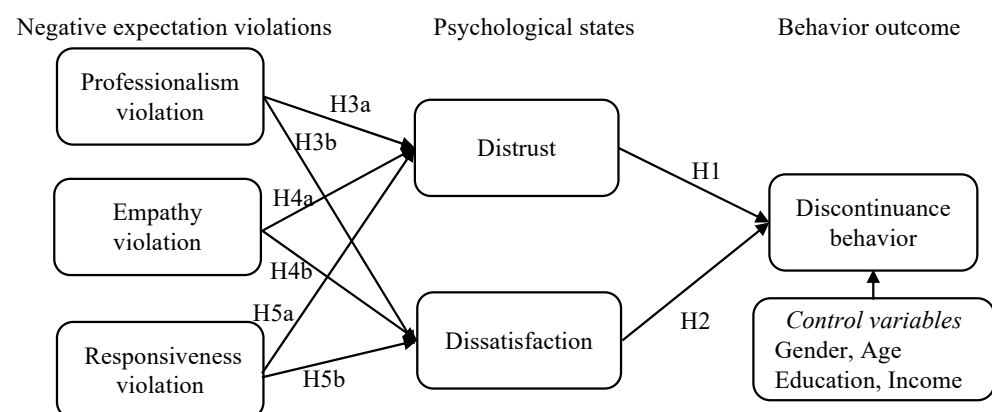 Negative expectation violations
Psychological states
Behavior outcome
Professionalism
violation
H3a
H3b
Distrust
H1
Empathy
violation
H4a
H4b
Discontinuance
behavior
H5a
Responsiveness
violation
H5b
Dissatisfaction
H2
Control variables
Gender, Age
Education, Income